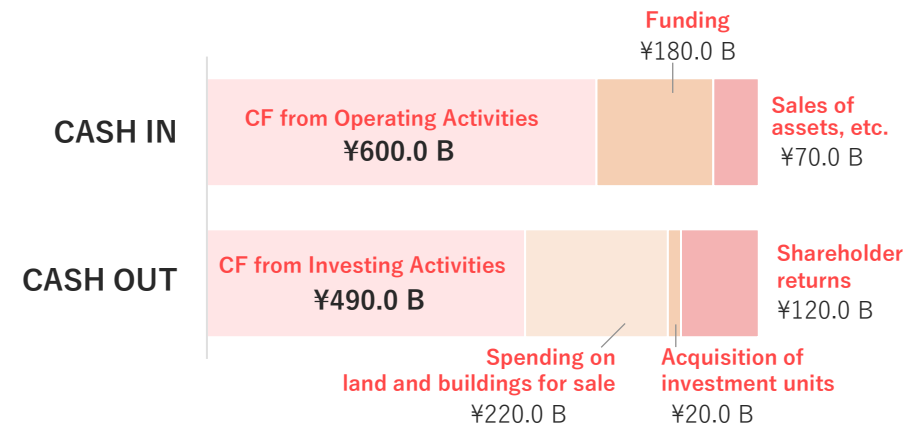 Funding
¥180.0 B
CASH IN
CF from Operating Activities
¥600.0 B
Sales of
assets, etc.
¥70.0 B
CASH OUT
CF from Investing Activities
¥490.0 B
Shareholder
returns
¥120.0 B
Spending on
land and buildings for sale
¥220.0 B
Acquisition of
investment units
¥20.0 B